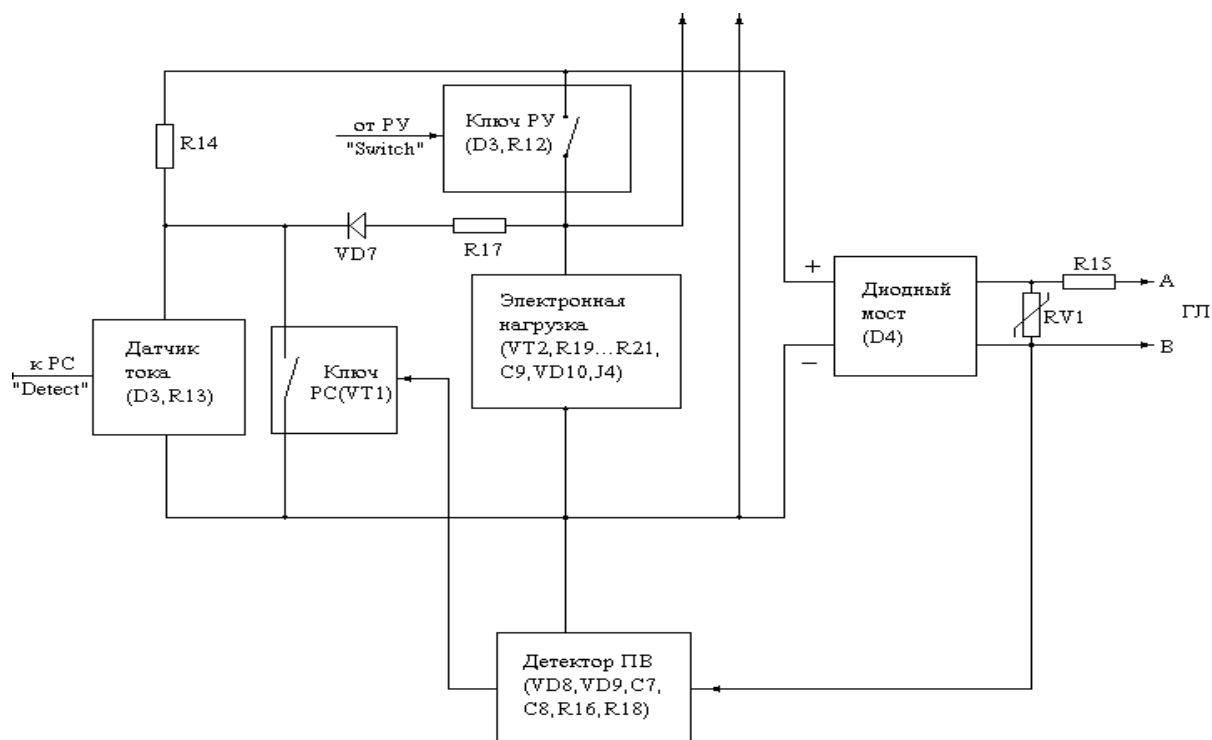 R14
от РУ
"Switch"
Ключ РУ
(D3,R12)
VD7
R17
+
Диодный
мост
(D4)
−
R15
A
RV1
ГЛ
B
Электронная
нагрузка
(VT2,R19...R21,
C9,VD10,J4)
к РС
"Detect"
Датчик
тока
(D3,R13)
Ключ
РС(VT1)
Детектор ПВ
(VD8,VD9,C7,
C8,R16,R18)